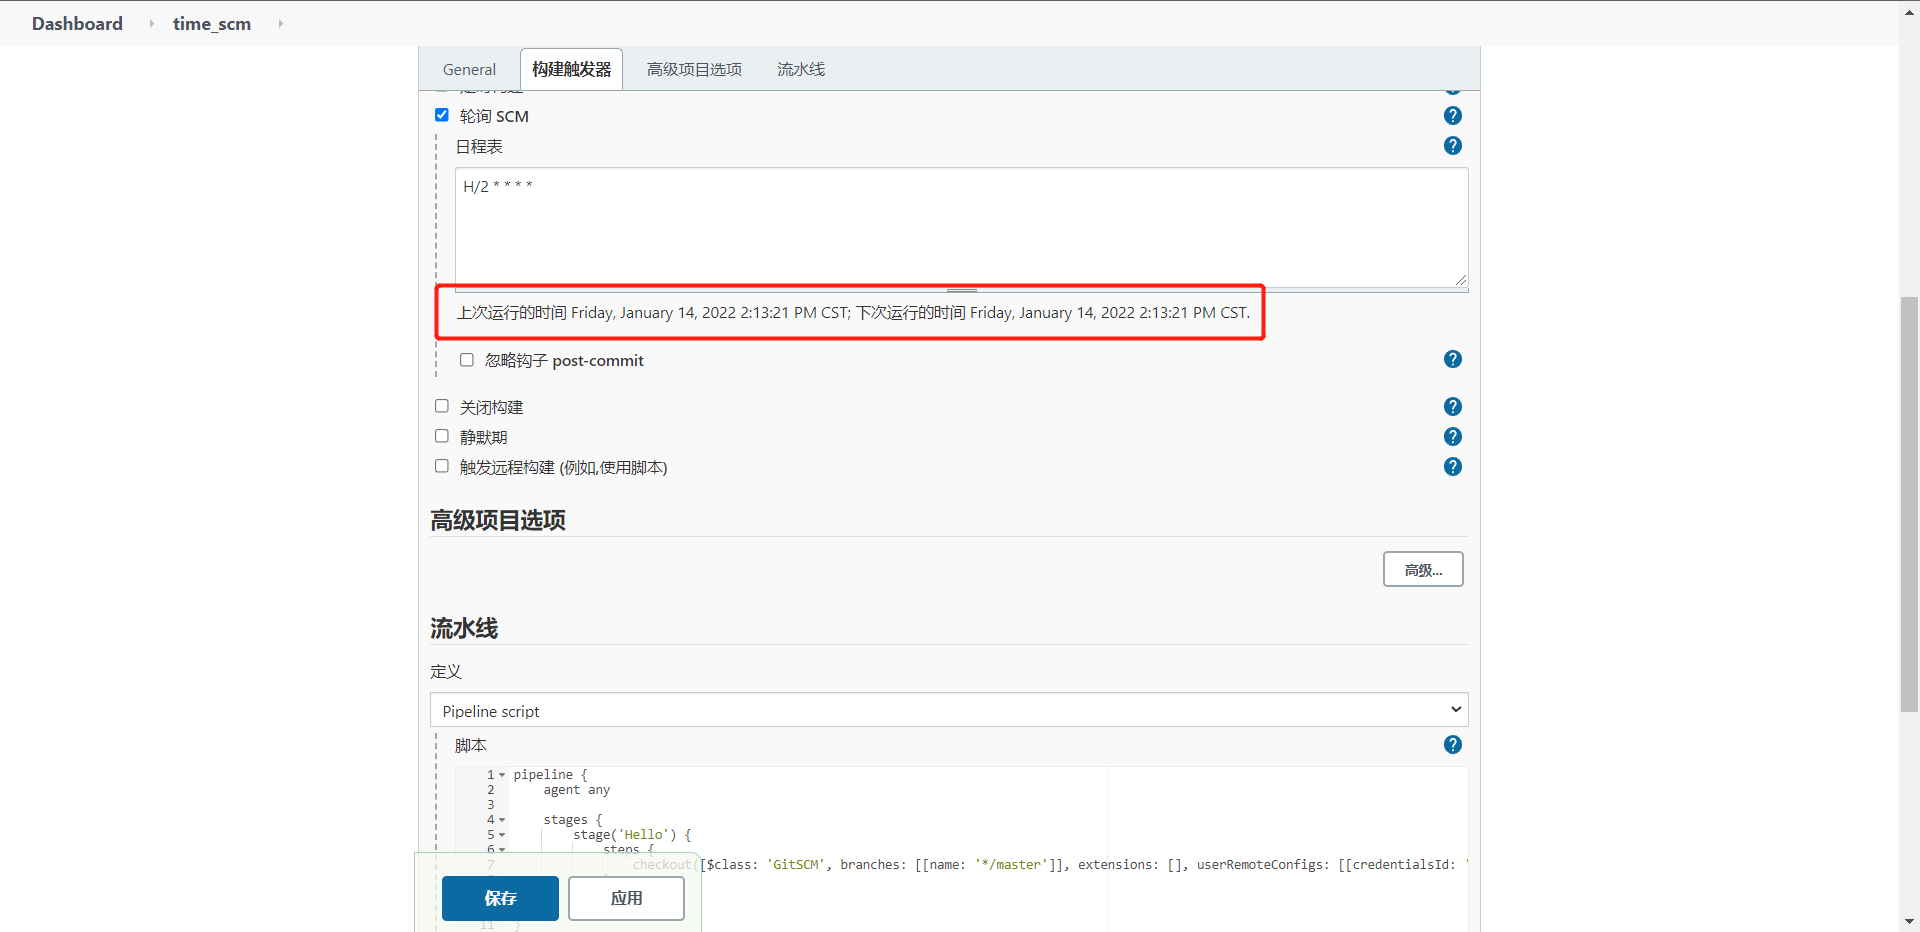 Dashboard
time_scm
General
构建触发器
高级项目选项
流水线
轮询 SCM
日程表
H/2 * * * *
上次运行的时间 Friday, January 14, 2022 2:13:21 PM CST; 下次运行的时间 Friday, January 14, 2022 2:13:21 PM CST.
忽略钩子 post-commit
关闭构建
静默期
触发远程构建 (例如,使用脚本)
高级项目选项
高级...
流水线
定义
Pipeline script
脚本
1 pipeline {
2 agent any
3
4 stages {
5 stage('Hello') {
6 steps {
7 checkout([$class: 'GitSCM', branches: [[name: '*/master']], extensions: [], userRemoteConfigs: [[credentialsId: '
保存
应用
11 }